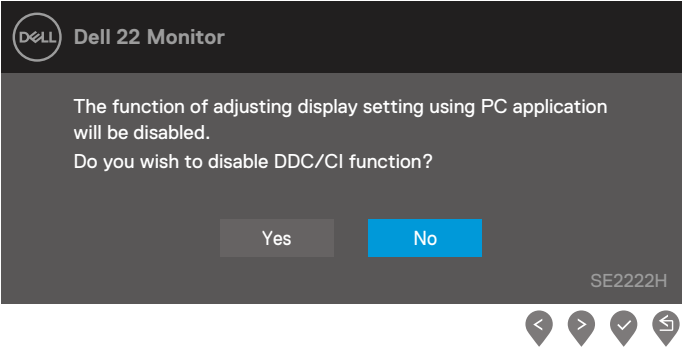 DELL
Dell 22 Monitor
The function of adjusting display setting using PC application
will be disabled.
Do you wish to disable DDC/CI function?
Yes No
SE2222H